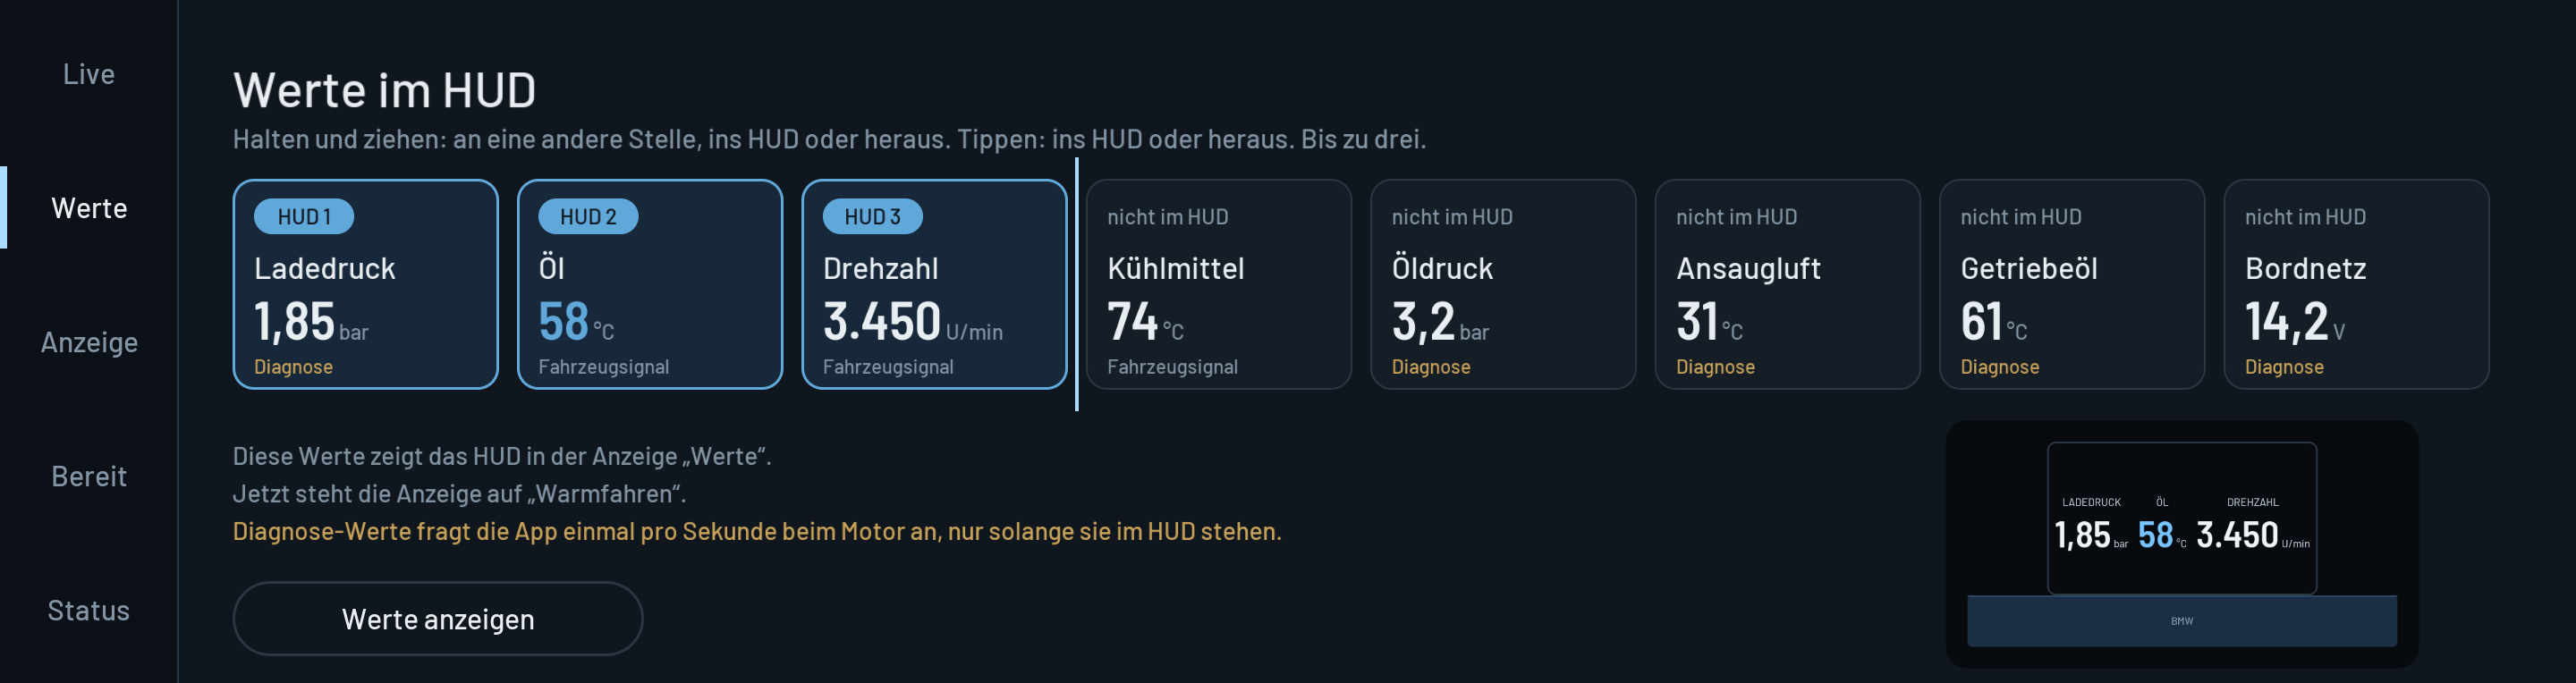 Live
Werte
Anzeige
Bereit
Status
Werte im HUD
Halten und ziehen: an eine andere Stelle, ins HUD oder heraus. Tippen: ins HUD oder heraus. Bis zu drei.
HUD 1
Ladedruck
1,85 bar
Diagnose
HUD 2
Öl
58 °C
Fahrzeugsignal
HUD 3
Drehzahl
3.450 U/min
Fahrzeugsignal
nicht im HUD
Kühlmittel
74 °C
Fahrzeugsignal
nicht im HUD
Öldruck
3,2 bar
Diagnose
nicht im HUD
Ansaugluft
31 °C
Diagnose
nicht im HUD
Getriebeöl
61 °C
Diagnose
nicht im HUD
Bordnetz
14,2 V
Diagnose
Diese Werte zeigt das HUD in der Anzeige „Werte“.
Jetzt steht die Anzeige auf „Warmfahren“.
Diagnose-Werte fragt die App einmal pro Sekunde beim Motor an, nur solange sie im HUD stehen.
Werte anzeigen
LADEDRUCK ÖL DREHZAHL
1,85 bar 58 °C 3.450 U/min
BMW